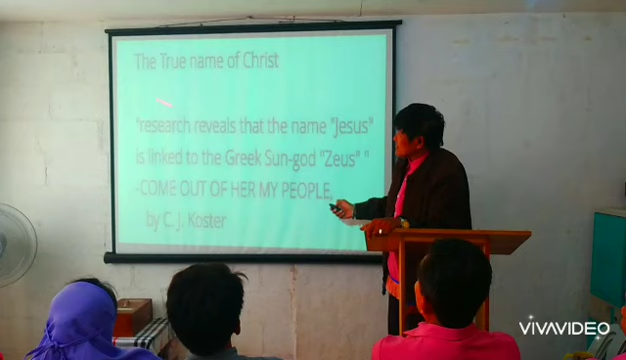 The True name of Christ
"research reveals that the name "Jesus"
is linked to the Greek Sun-god "Zeus" "
-COME OUT OF HER MY PEOPLE,
by C. J. Koster
VIVAVIDEO